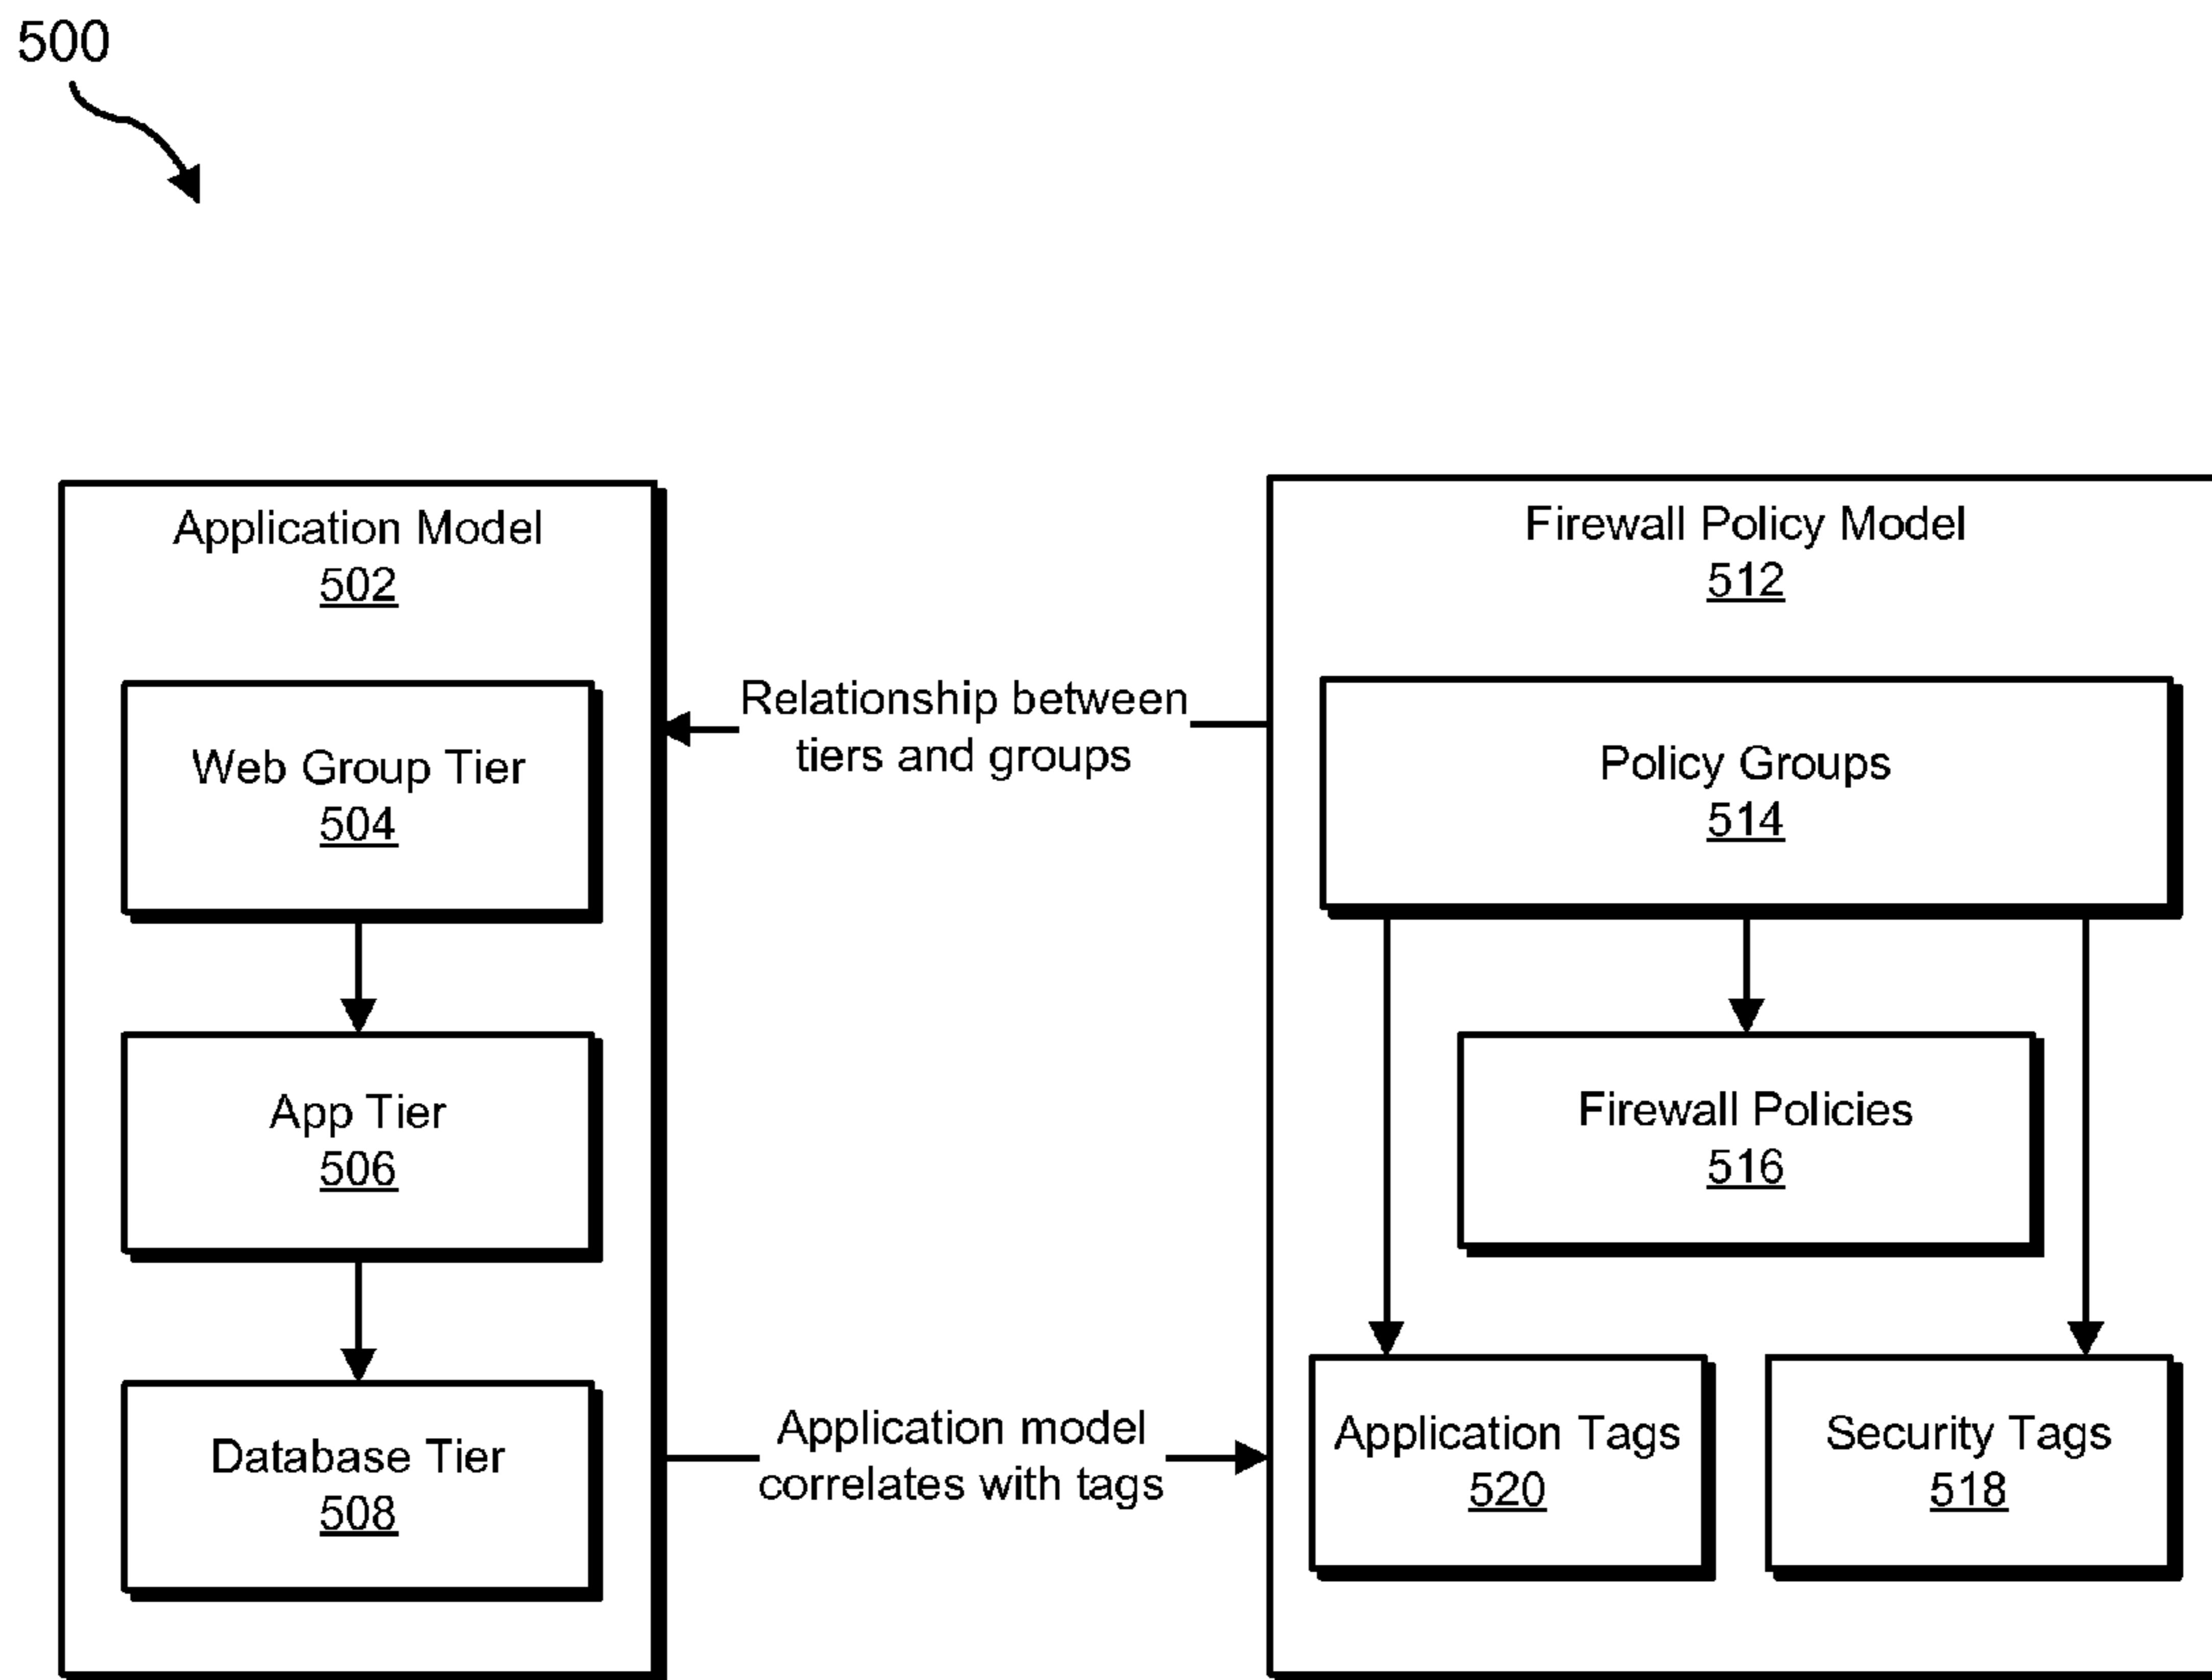 500
Application Model
502
Web Group Tier
504
App Tier
506
Database Tier
508
Relationship between
tiers and groups
Application model
correlates with tags
Firewall Policy Model
512
Policy Groups
514
Firewall Policies
516
Application Tags
520
Security Tags
518